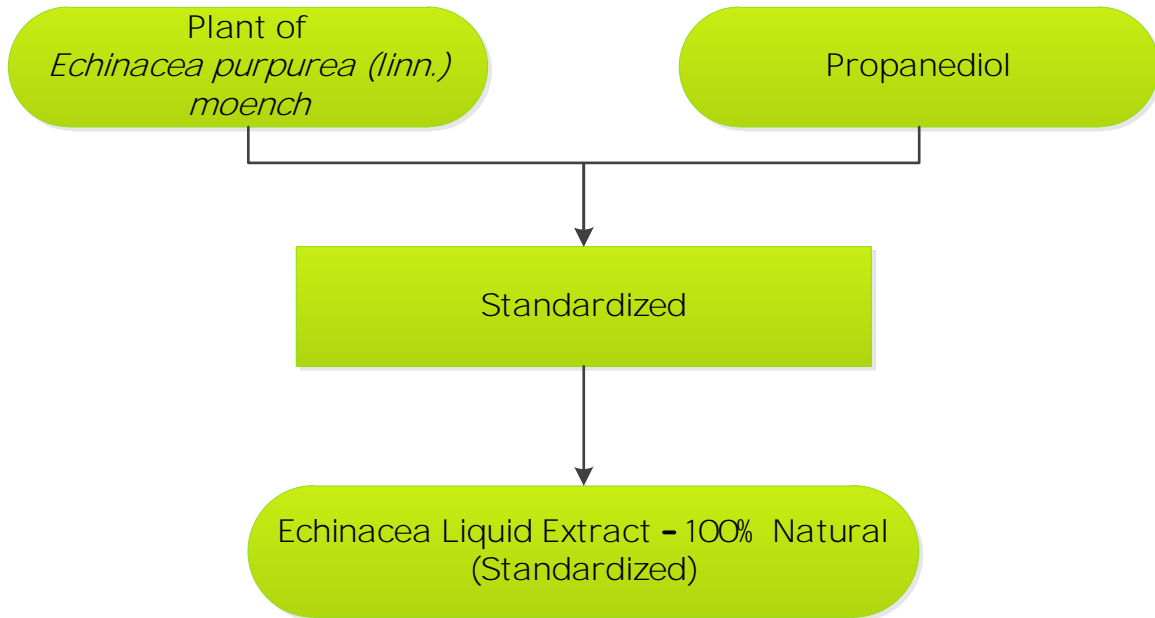 Plant of
Echinacea purpurea (linn.)
moench
Propanediol
Standardized
Echinacea Liquid Extract – 100% Natural
(Standardized)